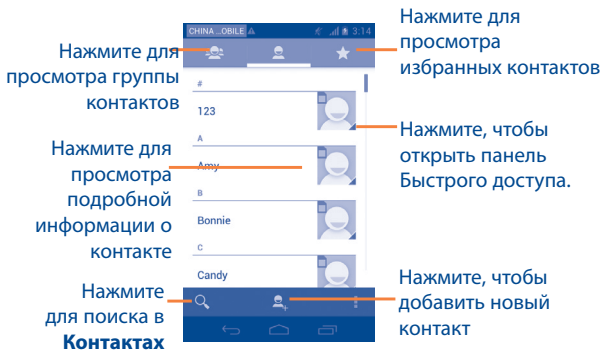 Нажмите для
просмотра группы
контактов
Нажмите для
просмотра
подробной
информации о
контакте
Нажмите
для поиска в
Контактах
CHINA ...OBILE
3:14
#
123
A
Amy
B
Bonnie
C
Candy
Нажмите для
просмотра
избранных контактов
Нажмите, чтобы
открыть панель
Быстрого доступа.
Нажмите, чтобы
добавить новый
контакт